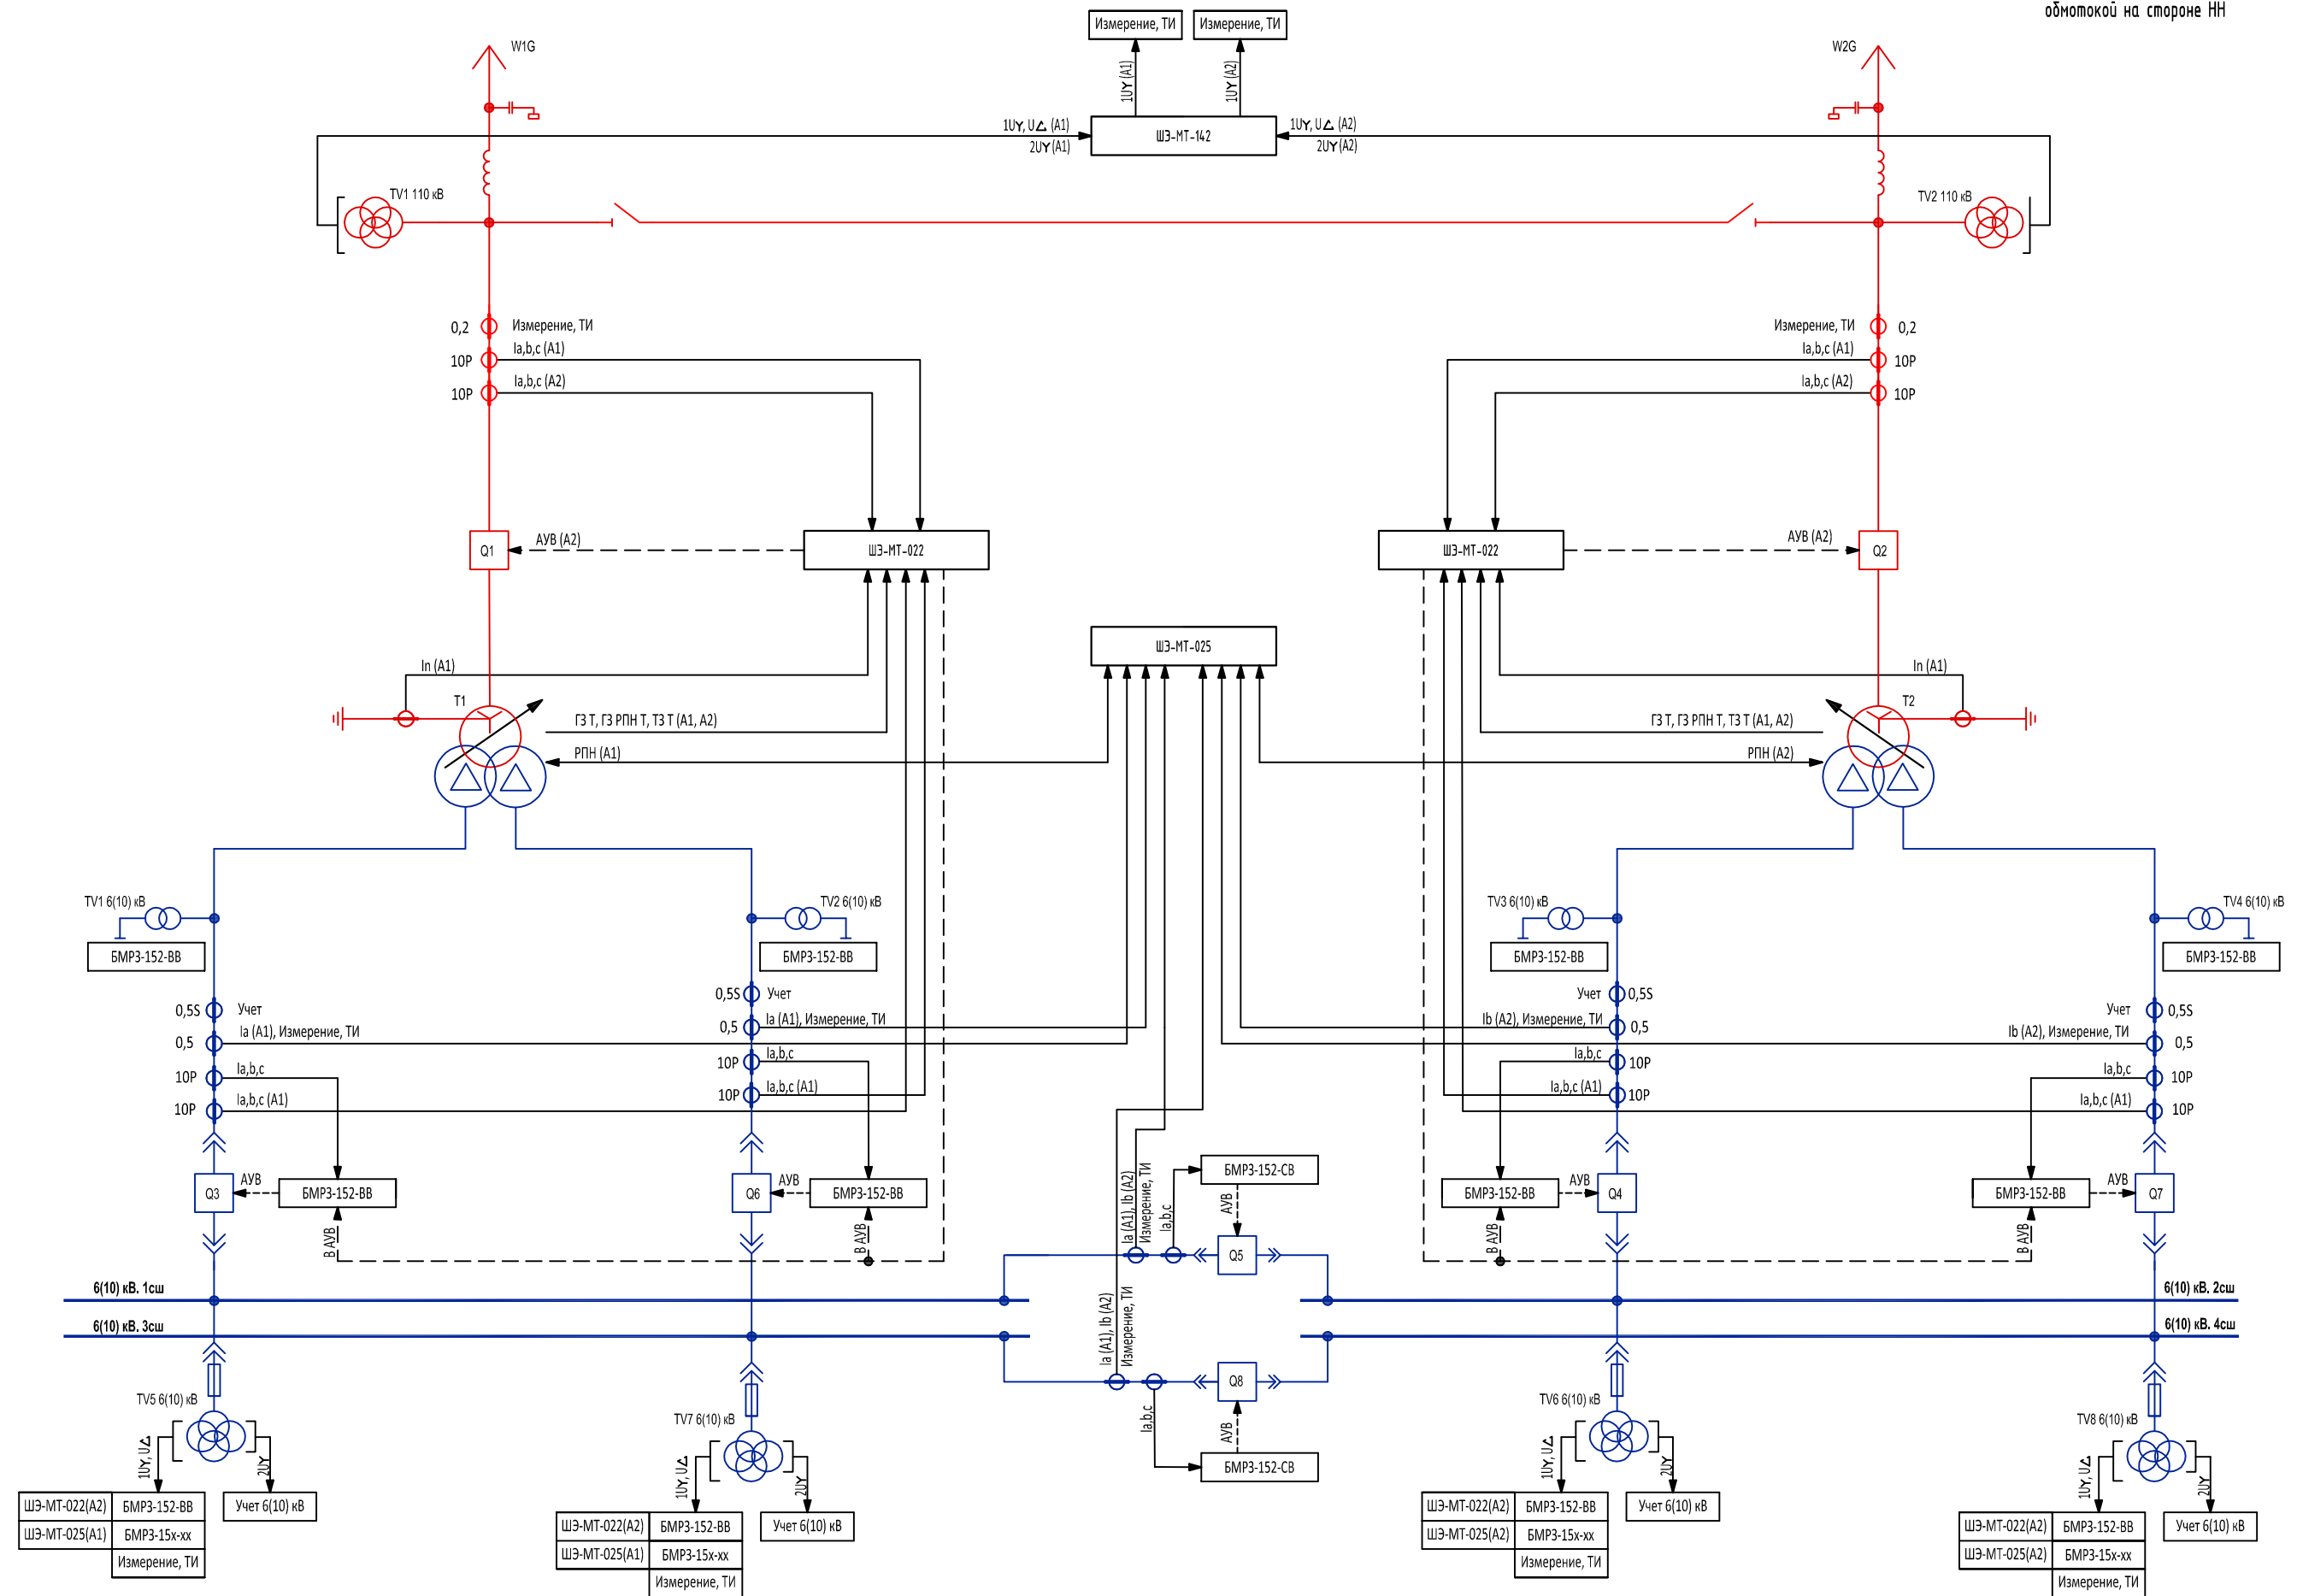 обмоткой на стороне НН
Измерение, ТИ
Измерение, ТИ
W1G
W2G
1UY (A1)
1UY (A2)
1UY, U△ (A1)
2UY (A1)
ШЭ-МТ-142
1UY, U△ (A2)
2UY (A2)
TV1 110 кВ
TV2 110 кВ
0,2
Измерение, ТИ
Измерение, ТИ
0,2
10Р
Ia,b,c (A1)
Ia,b,c (A1)
10Р
10Р
Ia,b,c (A2)
Ia,b,c (A2)
10Р
Q1
АУВ (A2)
ШЭ-МТ-022
ШЭ-МТ-022
АУВ (A2)
Q2
ШЭ-МТ-025
In (A1)
In (A1)
T1
T2
ГЗ Т, ГЗ РПН Т, ТЗ Т (A1, A2)
ГЗ Т, ГЗ РПН Т, ТЗ Т (A1, A2)
РПН (A1)
РПН (A2)
TV1 6(10) кВ
TV2 6(10) кВ
TV3 6(10) кВ
TV4 6(10) кВ
БМРЗ-152-ВВ
БМРЗ-152-ВВ
БМРЗ-152-ВВ
БМРЗ-152-ВВ
0,5S
Учет
0,5S
Учет
Учет
0,5S
Учет
0,5S
0,5
Ia (A1), Измерение, ТИ
0,5
Ia (A1), Измерение, ТИ
Ib (A2), Измерение, ТИ
0,5
Ib (A2), Измерение, ТИ
0,5
10Р
Ia,b,c
10Р
Ia,b,c
Ia,b,c
10Р
Ia,b,c
10Р
10Р
Ia,b,c (A1)
10Р
Ia,b,c (A1)
Ia,b,c (A1)
10Р
Ia,b,c (A1)
10Р
Q3
АУВ
БМРЗ-152-ВВ
Q6
АУВ
БМРЗ-152-ВВ
Ia (A1), Ib (A2)
Измерение, ТИ
Ia,b,c
БМРЗ-152-СВ
АУВ
БМРЗ-152-ВВ
АУВ
Q4
БМРЗ-152-ВВ
АУВ
Q7
В АУВ
В АУВ
Q5
В АУВ
В АУВ
6(10) кВ. 1сш
6(10) кВ. 2сш
6(10) кВ. 3сш
6(10) кВ. 4сш
Ia (A1), Ib (A2)
Измерение, ТИ
Q8
Ia,b,c
АУВ
БМРЗ-152-СВ
TV5 6(10) кВ
TV7 6(10) кВ
TV6 6(10) кВ
TV8 6(10) кВ
1UY, U△
2UY
1UY, U△
2UY
1UY, U△
2UY
1UY, U△
2UY
ШЭ-МТ-022(A2)
БМРЗ-152-ВВ
Учет 6(10) кВ
ШЭ-МТ-025(A1)
БМРЗ-15х-хх
Измерение, ТИ
ШЭ-МТ-022(A2)
БМРЗ-152-ВВ
Учет 6(10) кВ
ШЭ-МТ-025(A1)
БМРЗ-15х-хх
Измерение, ТИ
ШЭ-МТ-022(A2)
БМРЗ-152-ВВ
Учет 6(10) кВ
ШЭ-МТ-025(A2)
БМРЗ-15х-хх
Измерение, ТИ
ШЭ-МТ-022(A2)
БМРЗ-152-ВВ
Учет 6(10) кВ
ШЭ-МТ-025(A2)
БМРЗ-15х-хх
Измерение, ТИ